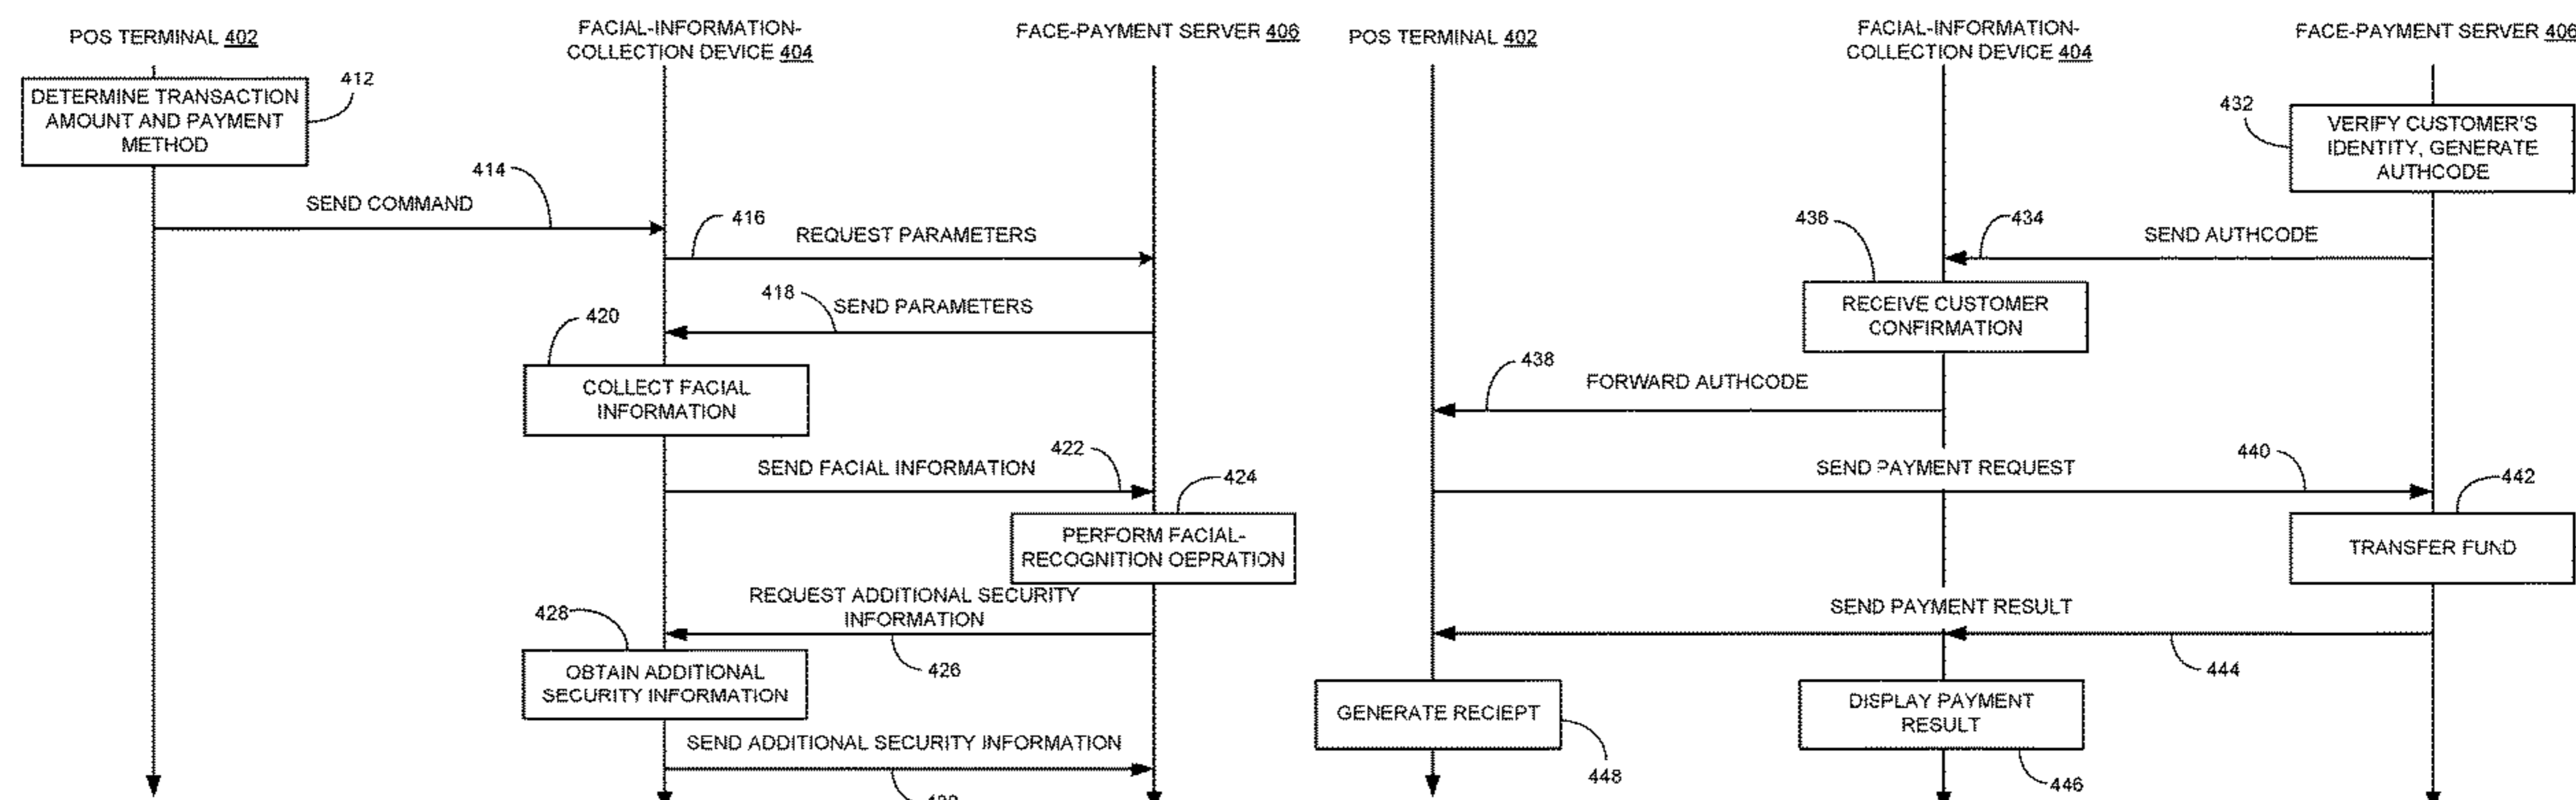 POS TERMINAL 402
FACIAL-INFORMATION-
COLLECTION DEVICE 404
FACE-PAYMENT SERVER 406
DETERMINE TRANSACTION
AMOUNT AND PAYMENT
METHOD
412
SEND COMMAND
414
416
REQUEST PARAMETERS
418
SEND PARAMETERS
420
COLLECT FACIAL
INFORMATION
422
SEND FACIAL INFORMATION
424
PERFORM FACIAL-
RECOGNITION OEPRATION
REQUEST ADDITIONAL SECURITY
INFORMATION
426
428
OBTAIN ADDITIONAL
SECURITY INFORMATION
SEND ADDITIONAL SECURITY INFORMATION
POS TERMINAL 402
FACIAL-INFORMATION-
COLLECTION DEVICE 404
FACE-PAYMENT SERVER 406
432
VERIFY CUSTOMER'S
IDENTITY, GENERATE
AUTHCODE
434
SEND AUTHCODE
436
RECEIVE CUSTOMER
CONFIRMATION
438
FORWARD AUTHCODE
SEND PAYMENT REQUEST
440
442
TRANSFER FUND
SEND PAYMENT RESULT
444
GENERATE RECIEPT
448
DISPLAY PAYMENT
RESULT
446